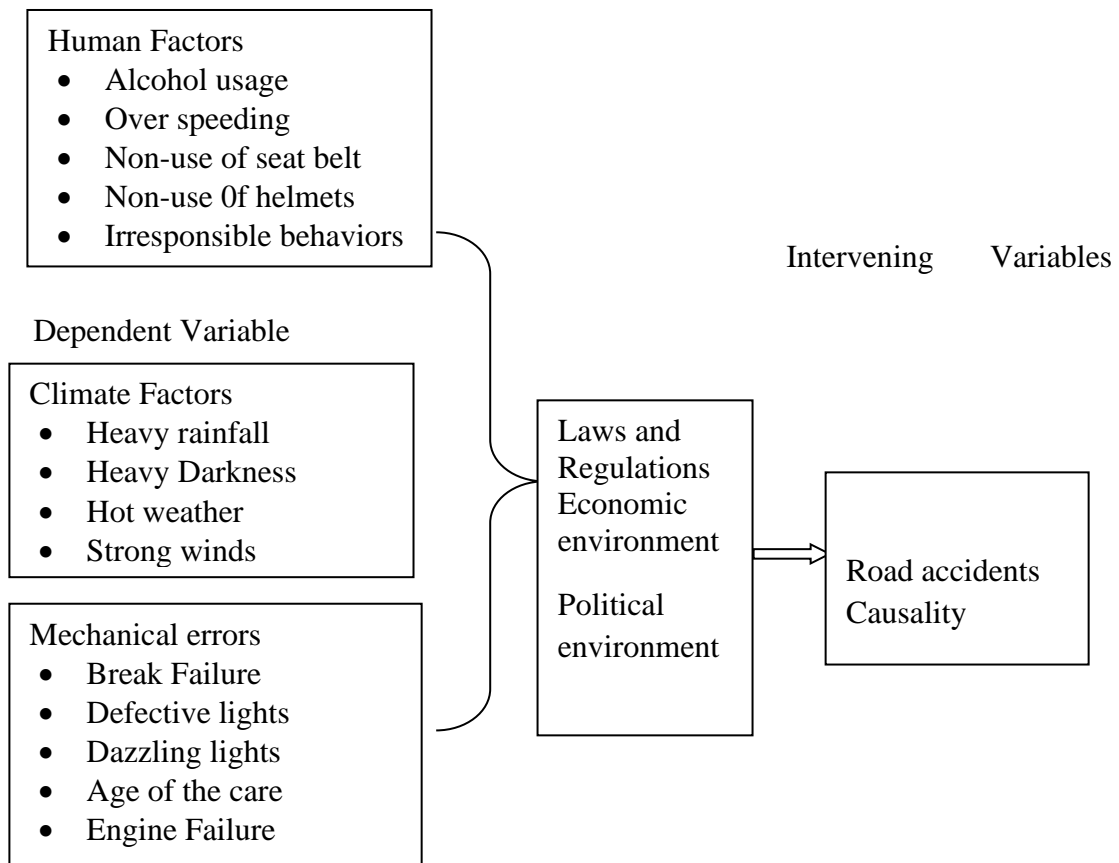 Human Factors
• Alcohol usage
• Over speeding
• Non-use of seat belt
• Non-use 0f helmets
• Irresponsible behaviors
Intervening Variables
Dependent Variable
Climate Factors
• Heavy rainfall
• Heavy Darkness
• Hot weather
• Strong winds
Laws and
Regulations
Economic
environment
Political
environment
Road accidents
Causality
Mechanical errors
• Break Failure
• Defective lights
• Dazzling lights
• Age of the care
• Engine Failure